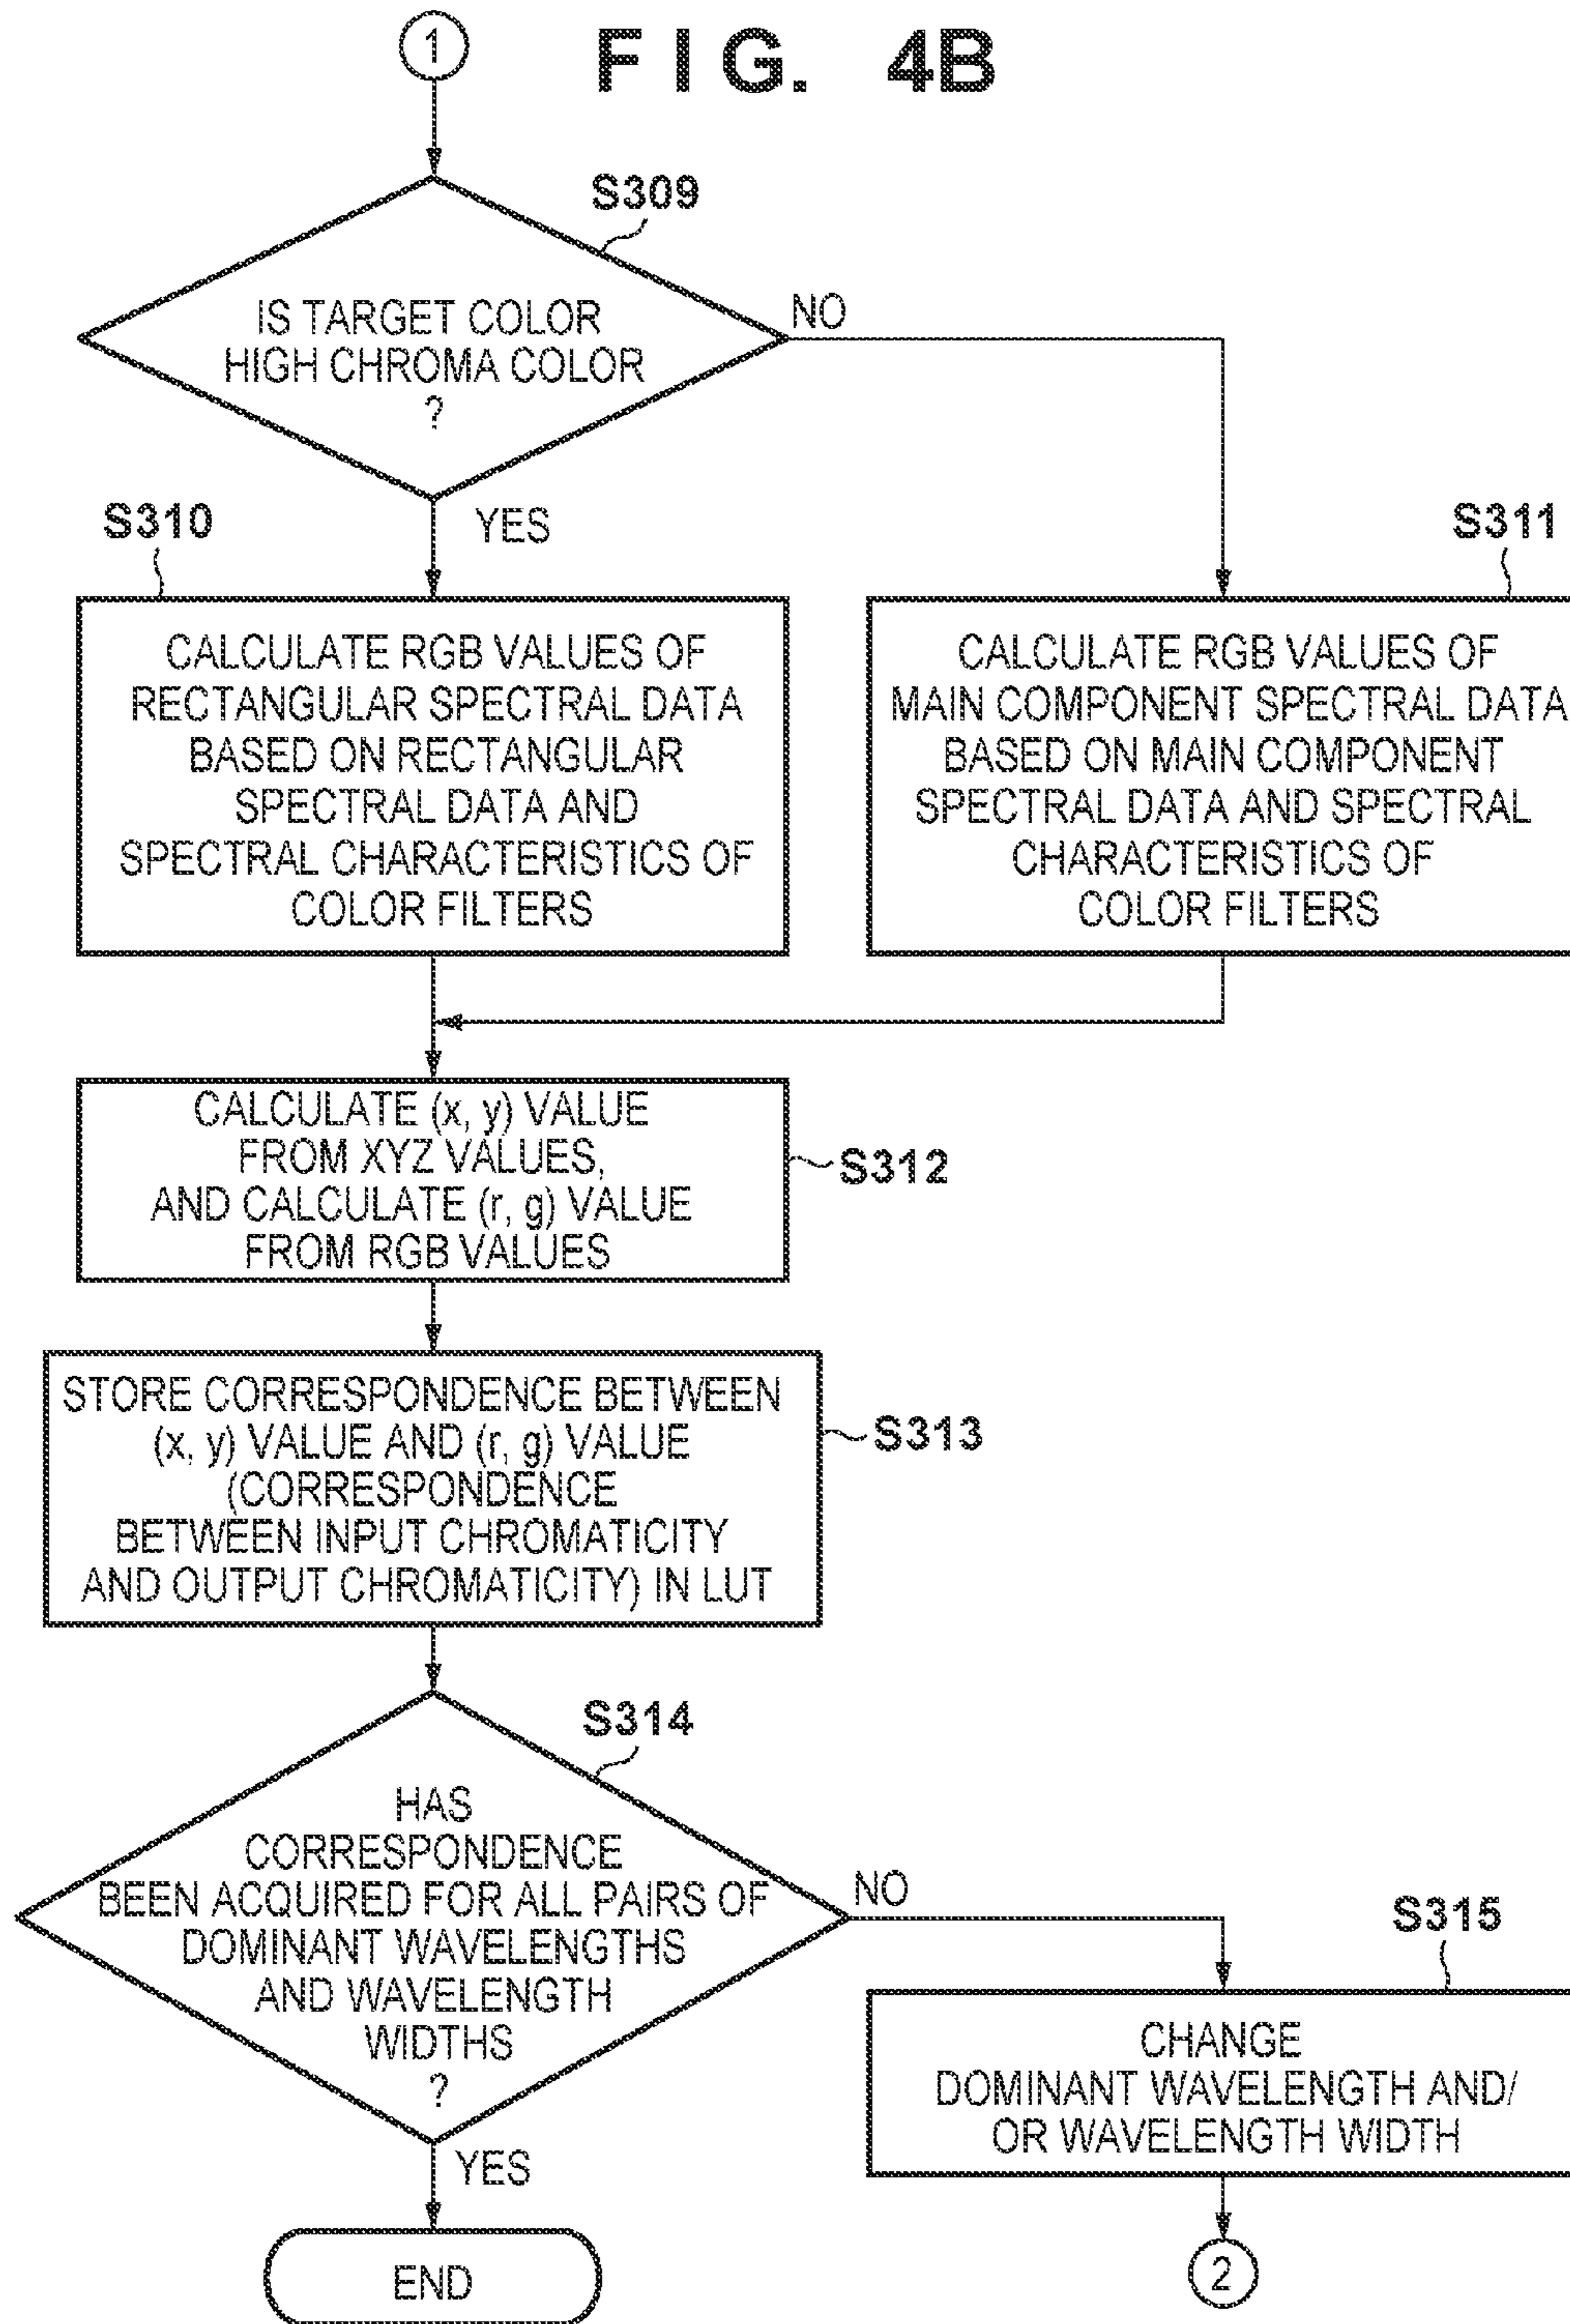 1
FIG. 4B
S309
IS TARGET COLOR
HIGH CHROMA COLOR
?
NO
YES
S310
CALCULATE RGB VALUES OF
RECTANGULAR SPECTRAL DATA
BASED ON RECTANGULAR
SPECTRAL DATA AND
SPECTRAL CHARACTERISTICS OF
COLOR FILTERS
S311
CALCULATE RGB VALUES OF
MAIN COMPONENT SPECTRAL DATA
BASED ON MAIN COMPONENT
SPECTRAL DATA AND SPECTRAL
CHARACTERISTICS OF
COLOR FILTERS
CALCULATE (x, y) VALUE
FROM XYZ VALUES,
AND CALCULATE (r, g) VALUE
FROM RGB VALUES
S312
STORE CORRESPONDENCE BETWEEN
(x, y) VALUE AND (r, g) VALUE
(CORRESPONDENCE
BETWEEN INPUT CHROMATICITY
AND OUTPUT CHROMATICITY) IN LUT
S313
S314
HAS
CORRESPONDENCE
BEEN ACQUIRED FOR ALL PAIRS OF
DOMINANT WAVELENGTHS
AND WAVELENGTH
WIDTHS
?
NO
YES
S315
CHANGE
DOMINANT WAVELENGTH AND/
OR WAVELENGTH WIDTH
END
2